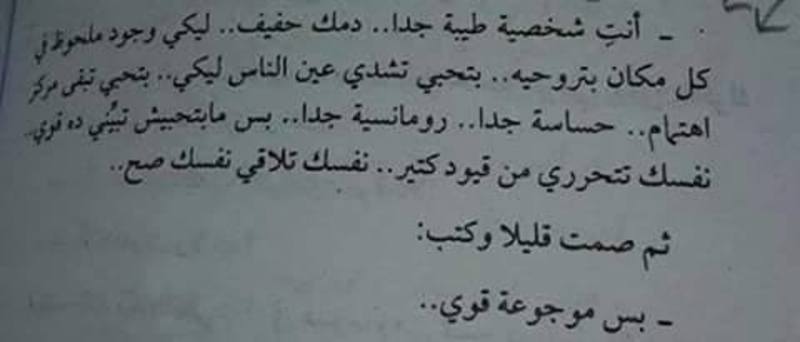 ـ أنتِ شخصية طيبة جدا.. دمك خفيف.. ليكي وجود ملحوظ في
كل مكان بتروحيه.. بتحبي تشدي عين الناس ليكي.. بتحبي تبقى مركز
اهتمام.. حساسة جدا.. رومانسية جدا.. بس مابتحبيش تبيّني ده قوي..
نفسك تتحرري من قيود كتير.. نفسك تلاقي نفسك صح..
ثم صمت قليلا وكتب:
ـ بس موجوعة قوي..